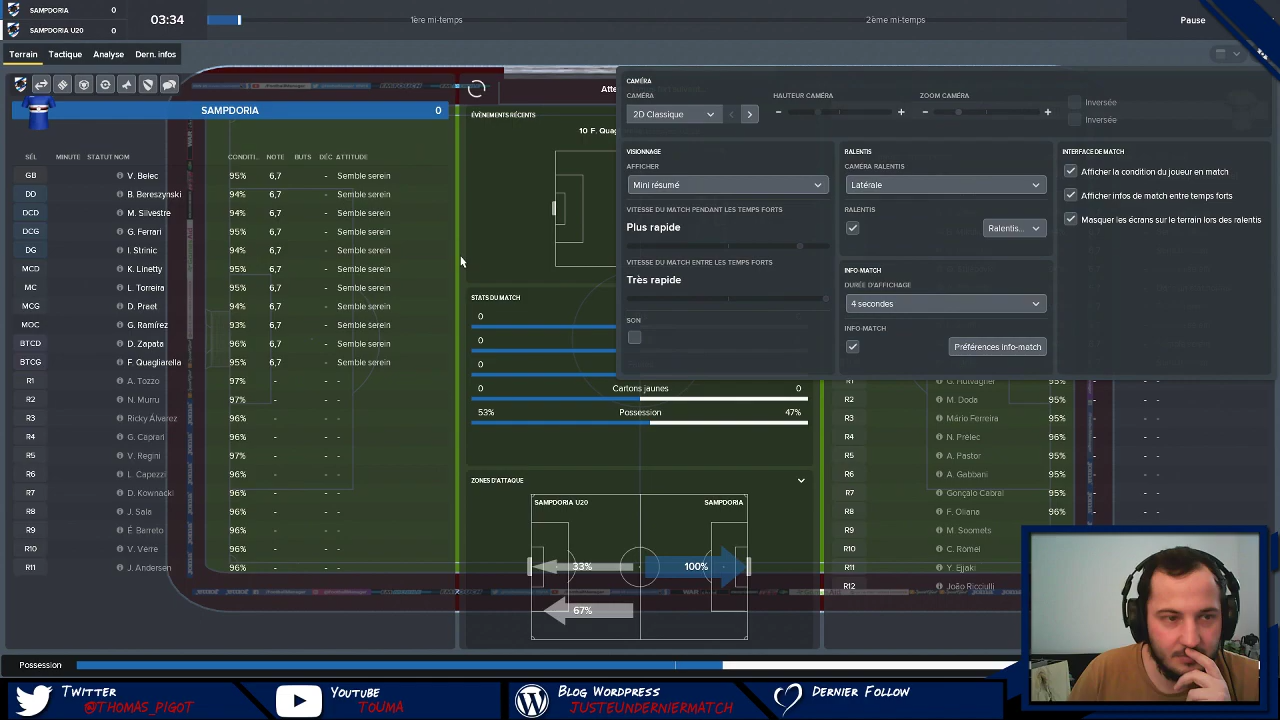 SAMPDORIA 0
SAMPDORIA U20 0
03:34
1ère mi-temps
2ème mi-temps
Pause
Terrain Tactique Analyse Dern. infos
SAMPDORIA 0
SÉL MINUTE STATUT NOM CONDITI... NOTE BUTS DÉC ATTITUDE
GB V. Belec 95% 6,7 - Semble serein
DD B. Bereszynski 94% 6,7 - Semble serein
DCD M. Silvestre 94% 6,7 - Semble serein
DCG G. Ferrari 95% 6,7 - Semble serein
DG I. Strinic 94% 6,7 - Semble serein
MCD K. Linetty 95% 6,7 - Semble serein
MC L. Torreira 95% 6,7 - Semble serein
MCG D. Praet 94% 6,7 - Semble serein
MOC G. Ramírez 93% 6,7 - Semble serein
BTCD D. Zapata 96% 6,7 - Semble serein
BTCG F. Quagliarella 95% 6,7 - Semble serein
R1 A. Tozzo 97% - - -
R2 N. Murru 97% - - -
R3 Ricky Álvarez 96% - - -
R4 G. Caprari 96% - - -
R5 V. Regini 97% - - -
R6 L. Capezzi 96% - - -
R7 D. Kownacki 96% - - -
R8 J. Sala 96% - - -
R9 É. Barreto 96% - - -
R10 V. Verre 96% - - -
R11 J. Andersen 96% - - -
Atte
ÉVÈNEMENTS RÉCENTS
10 F. Quag
STATS DU MATCH
0
0
0
0 Cartons jaunes 0
53% Possession 47%
ZONES D'ATTAQUE
SAMPDORIA U20 SAMPDORIA
33% 100%
67%
CAMÉRA
CAMÉRA
2D Classique
HAUTEUR CAMÉRA
- +
ZOOM CAMÉRA
- +
Inversée
Inversée
VISIONNAGE
AFFICHER
Mini résumé
VITESSE DU MATCH PENDANT LES TEMPS FORTS
Plus rapide
VITESSE DU MATCH ENTRE LES TEMPS FORTS
Très rapide
SON
RALENTIS
CAMÉRA RALENTIS
Latérale
RALENTIS
Ralentis...
INFO-MATCH
DURÉE D'AFFICHAGE
4 secondes
INFO-MATCH
Préférences info-match
INTERFACE DE MATCH
Afficher la condition du joueur en match
Afficher infos de match entre temps forts
Masquer les écrans sur le terrain lors des ralentis
R1 G. Hutvagner 95% - -
R2 M. Doda 95% - -
R3 Mário Ferreira 95% - -
R4 N. Prelec 96% - -
R5 A. Pastor 95% - -
R6 A. Gabbani 95% - -
R7 Gonçalo Cabral 95% - -
R8 F. Oliana 96% - -
R9 M. Soomets
R10 C. Romei
R11 Y. Ejjaki
R12 João Ricciulli
Possession
Twitter
@Thomas_Pigot
Youtube
Touma
Blog Wordpress
justeunderniermatch
Dernier Follow